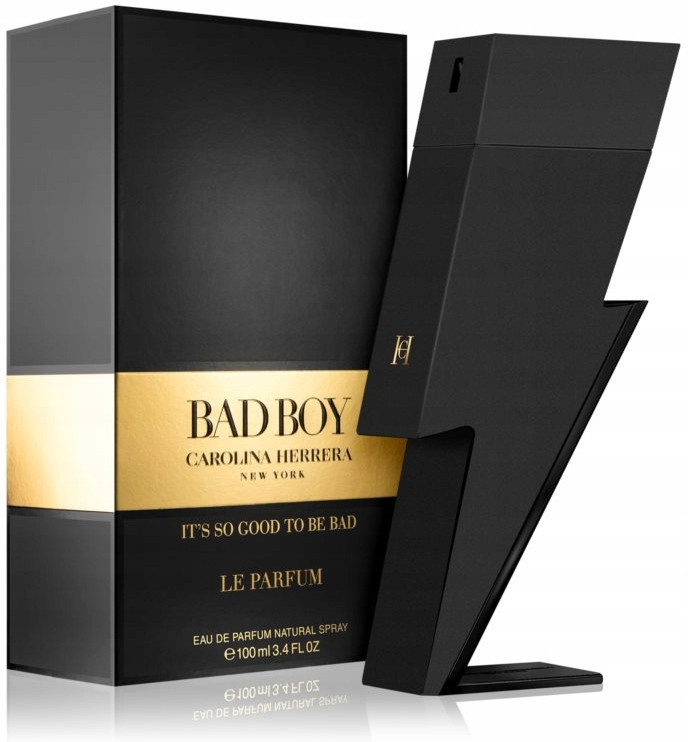 BAD BOY
CAROLINA HERRERA
NEW YORK
IT'S SO GOOD TO BE BAD
LE PARFUM
EAU DE PARFUM NATURAL SPRAY
℮100 ml 3.4 FL OZ
CH